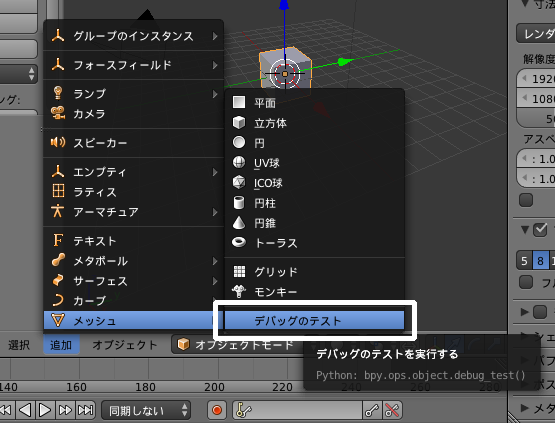 グループのインスタンス
フォースフィールド
ランプ
カメラ
スピーカー
エンプティ
ラティス
アーマチュア
テキスト
メタボール
サーフェス
カーブ
メッシュ
平面
立方体
円
UV球
ICO球
円柱
円錐
トーラス
グリッド
モンキー
デバッグのテスト
デバッグのテストを実行する
Python: bpy.ops.object.debug_test()
選択
追加
オブジェクト
オブジェクトモード
140
160
180
200
220
同期しない
寸法
レンダ
解像度
1920
1080
アスペ
: 1.0
: 1.0
5
8
フル
メタ